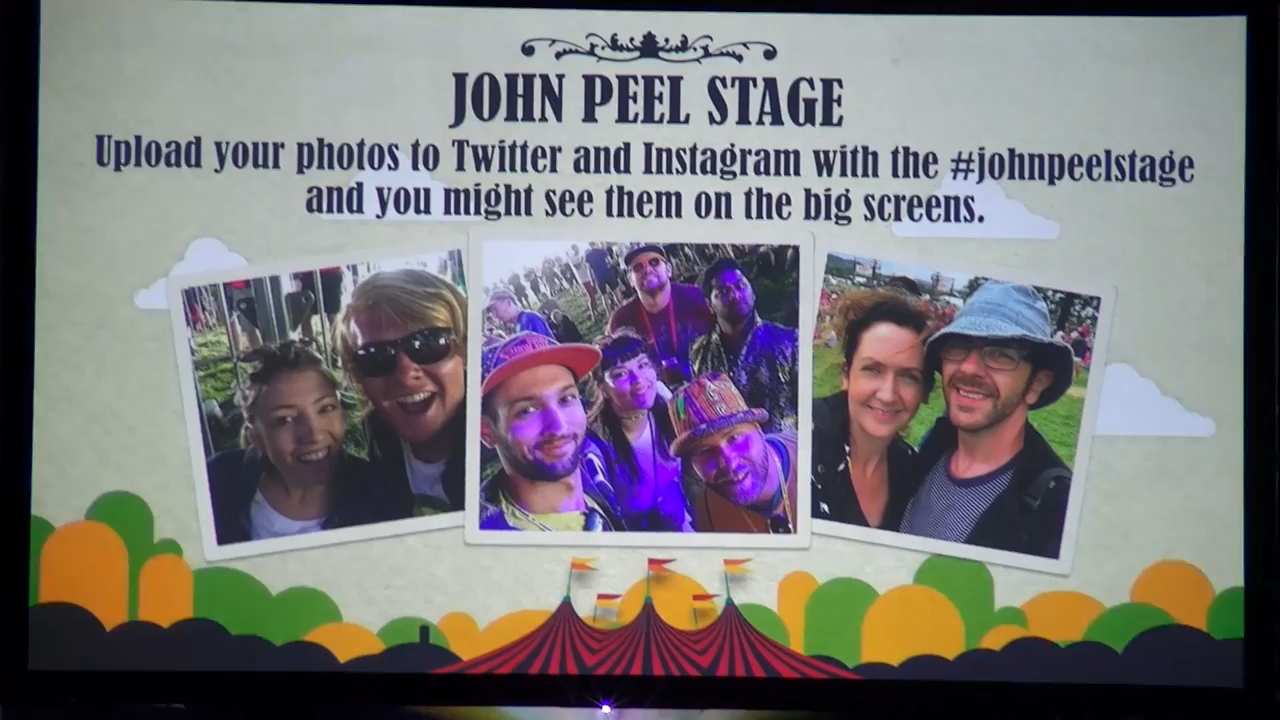 JOHN PEEL STAGE
Upload your photos to Twitter and Instagram with the #johnpeelstage
and you might see them on the big screens.